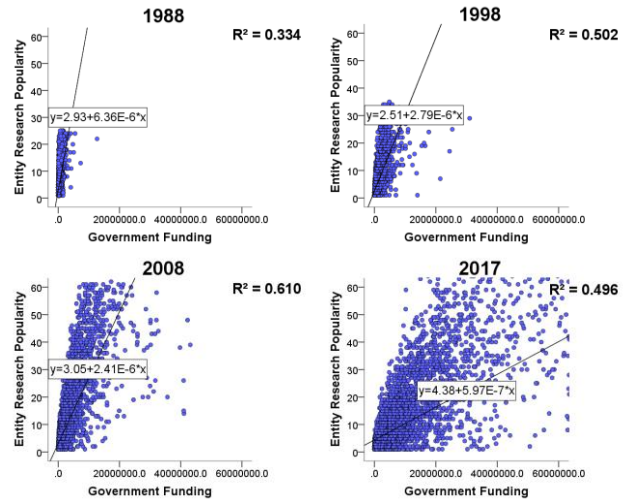 1988
R² = 0.334
Entity Research Popularity
60
50
40
30
20
10
0
y=2.93+6.36E-6*x
.0 20000000.0 40000000.0 60000000.0
Government Funding
1998
R² = 0.502
Entity Research Popularity
60
50
40
30
20
10
0
y=2.51+2.79E-6*x
.0 20000000.0 40000000.0 60000000.0
Government Funding
2008
R² = 0.610
Entity Research Popularity
60
50
40
30
20
10
0
y=3.05+2.41E-6*x
.0 20000000.0 40000000.0 60000000.0
Government Funding
2017
R² = 0.496
Entity Research Popularity
60
50
40
30
20
10
0
y=4.38+5.97E-7*x
.0 20000000.0 40000000.0 60000000.0
Government Funding